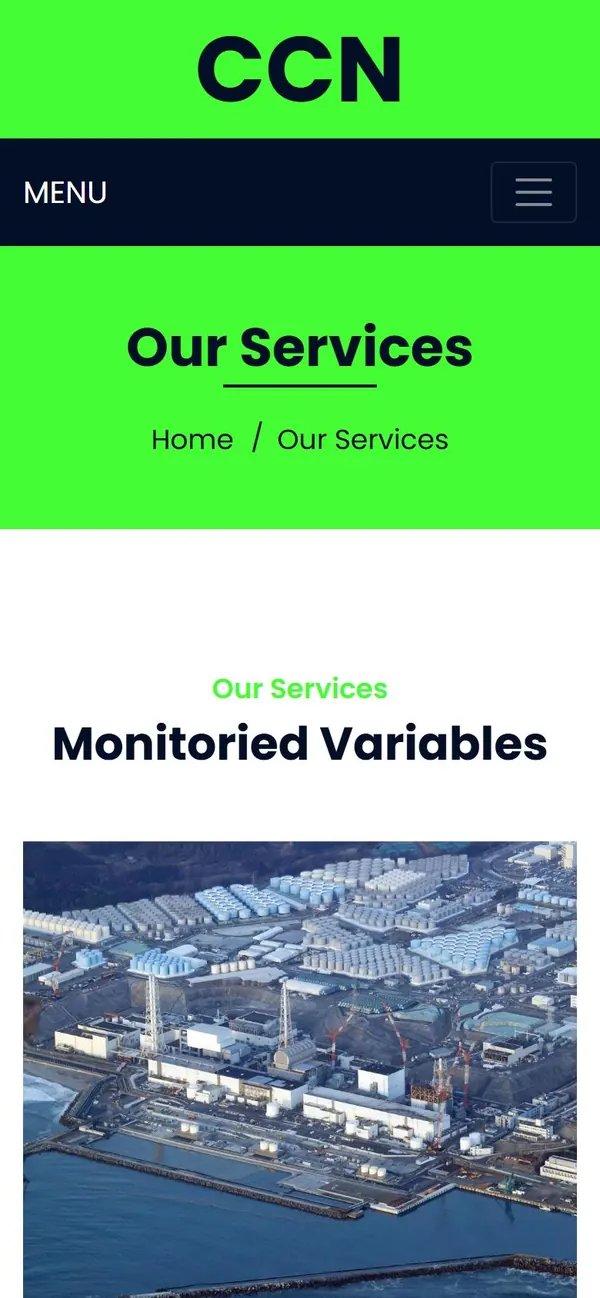 CCN
MENU
Our Services
Home / Our Services
Our Services
Monitoried Variables